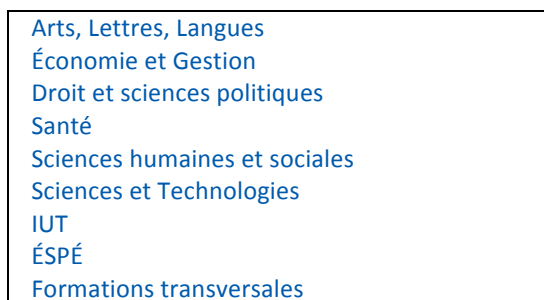 Arts, Lettres, Langues
Économie et Gestion
Droit et sciences politiques
Santé
Sciences humaines et sociales
Sciences et Technologies
IUT
ÉSPÉ
Formations transversales